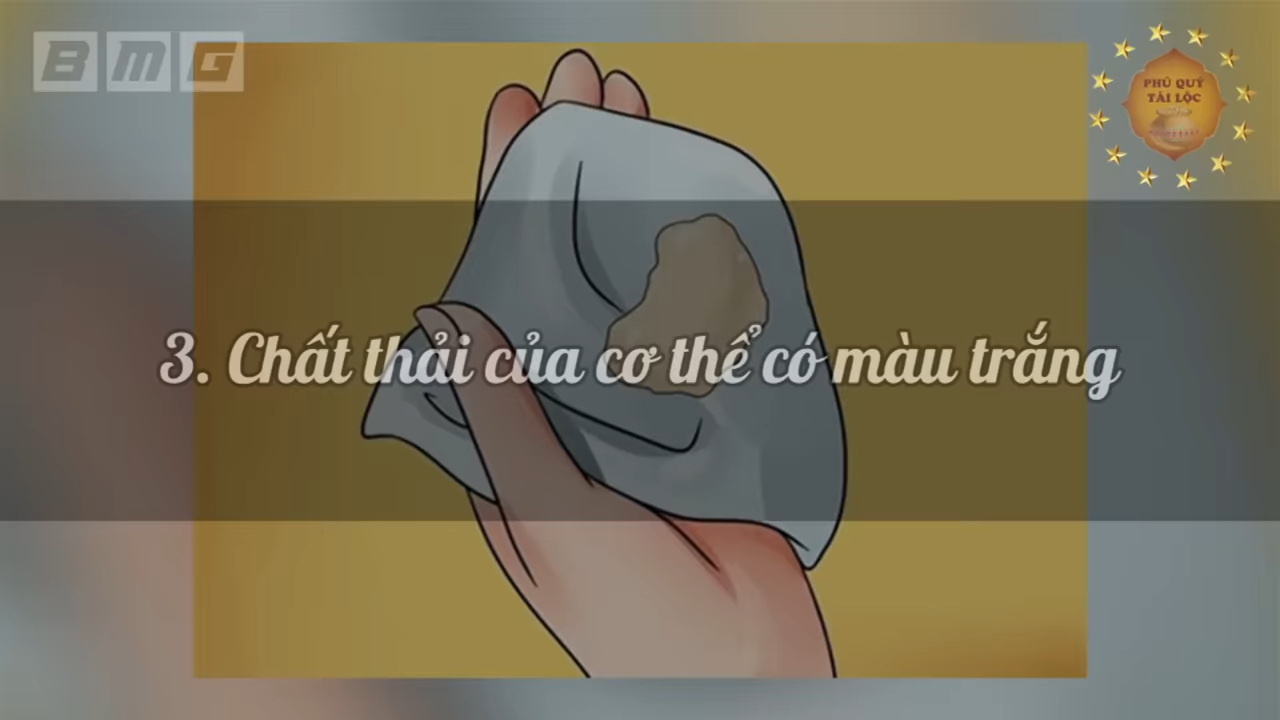 BMG
PHÚ QUÝ
TÀI LỘC
3. Chất thải của cơ thể có màu trắng